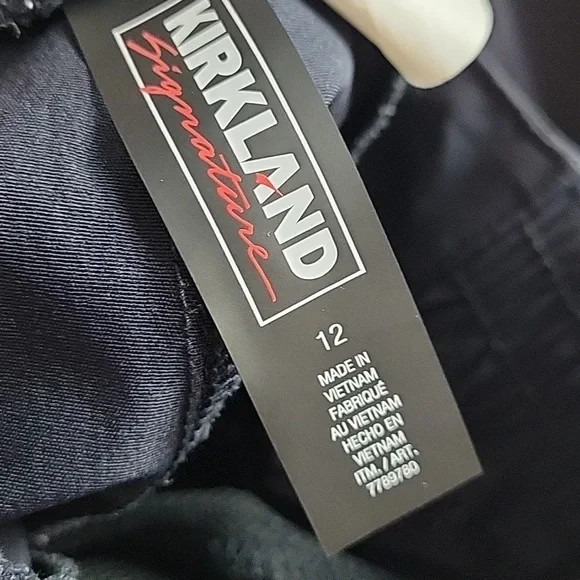 KIRKLAND
Signature
12
MADE IN
VIETNAM
FABRIQUÉ
AU VIETNAM
HECHO EN
VIETNAM
ITM. / ART.
7789780